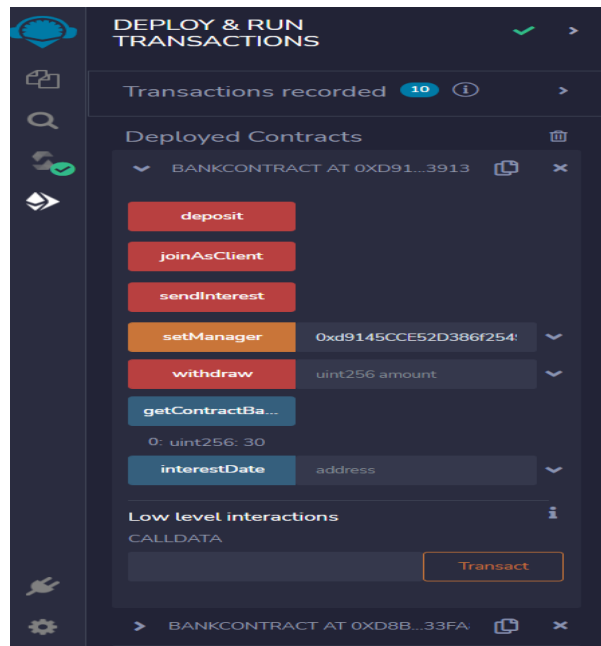 DEPLOY & RUN
TRANSACTIONS
Transactions recorded 10 i
Deployed Contracts
BANKCONTRACT AT 0XD91...3913
deposit
joinAsClient
sendInterest
setManager 0xd9145CCE52D386f254
withdraw uint256 amount
getContractBa...
0: uint256: 30
interestDate address
Low level interactions i
CALLDATA
Transact
BANKCONTRACT AT 0XD8B...33FA